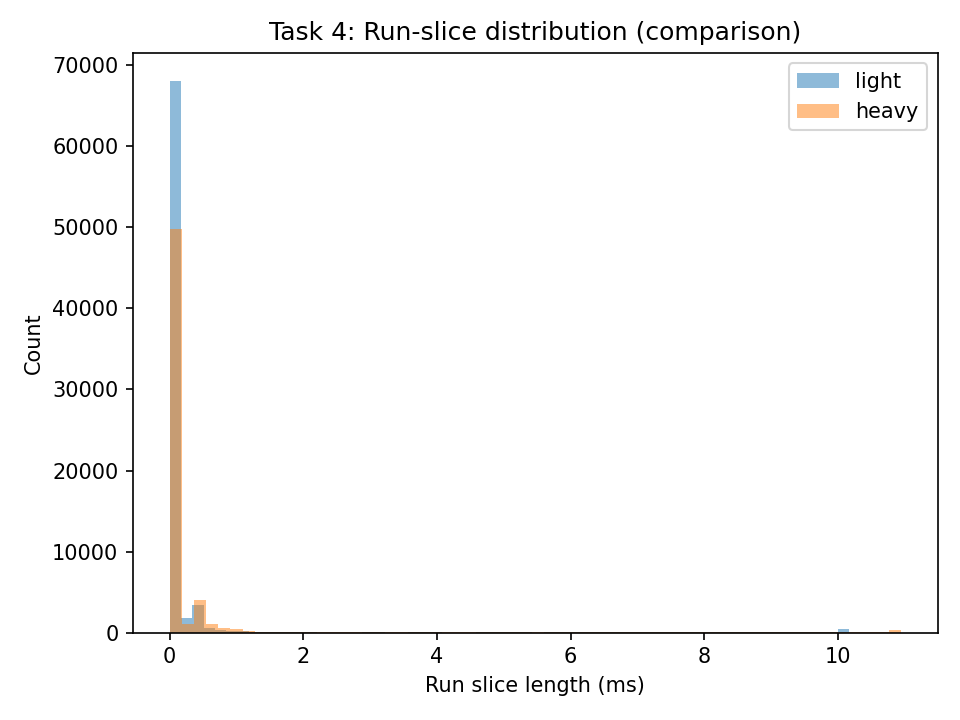 Task 4: Run-slice distribution (comparison)
light
heavy
70000
60000
50000
40000
30000
20000
10000
0
Count
0 2 4 6 8 10
Run slice length (ms)